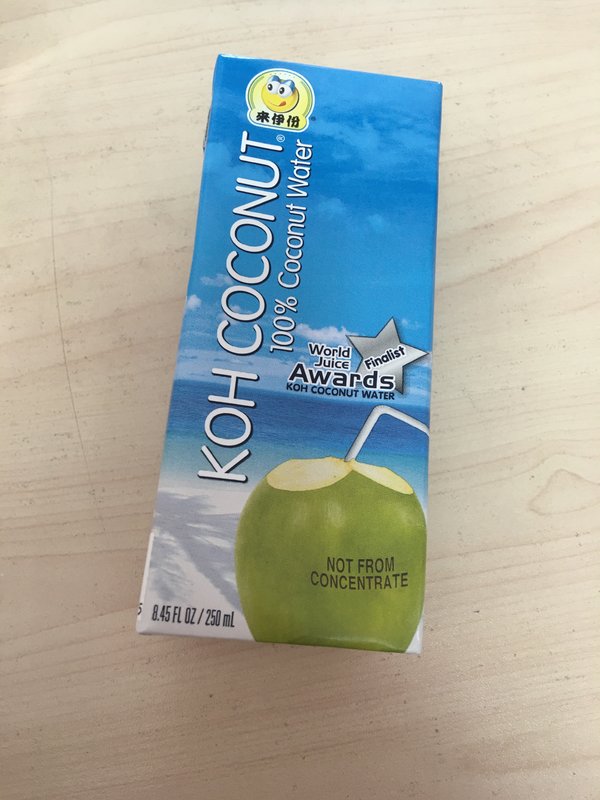 來伊份
KOH COCONUT®
100% Coconut Water
World
Juice
Awards
Finalist
KOH COCONUT WATER
NOT FROM
CONCENTRATE
8.45 FL OZ / 250 mL